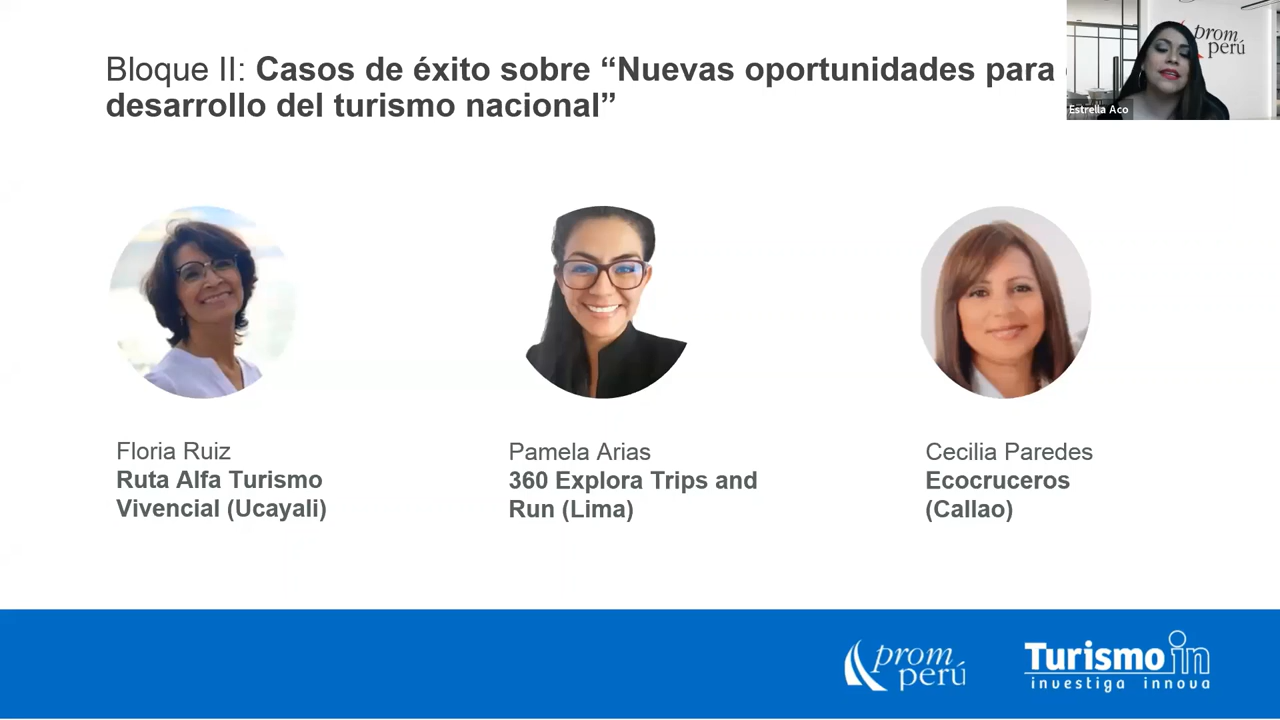 Bloque II: Casos de éxito sobre “Nuevas oportunidades para
desarrollo del turismo nacional”
prom
perú
Estrella Aco
Floria Ruiz
Ruta Alfa Turismo
Vivencial (Ucayali)
Pamela Arias
360 Explora Trips and
Run (Lima)
Cecilia Paredes
Ecocruceros
(Callao)
prom
perú
Turismo in
investiga innova